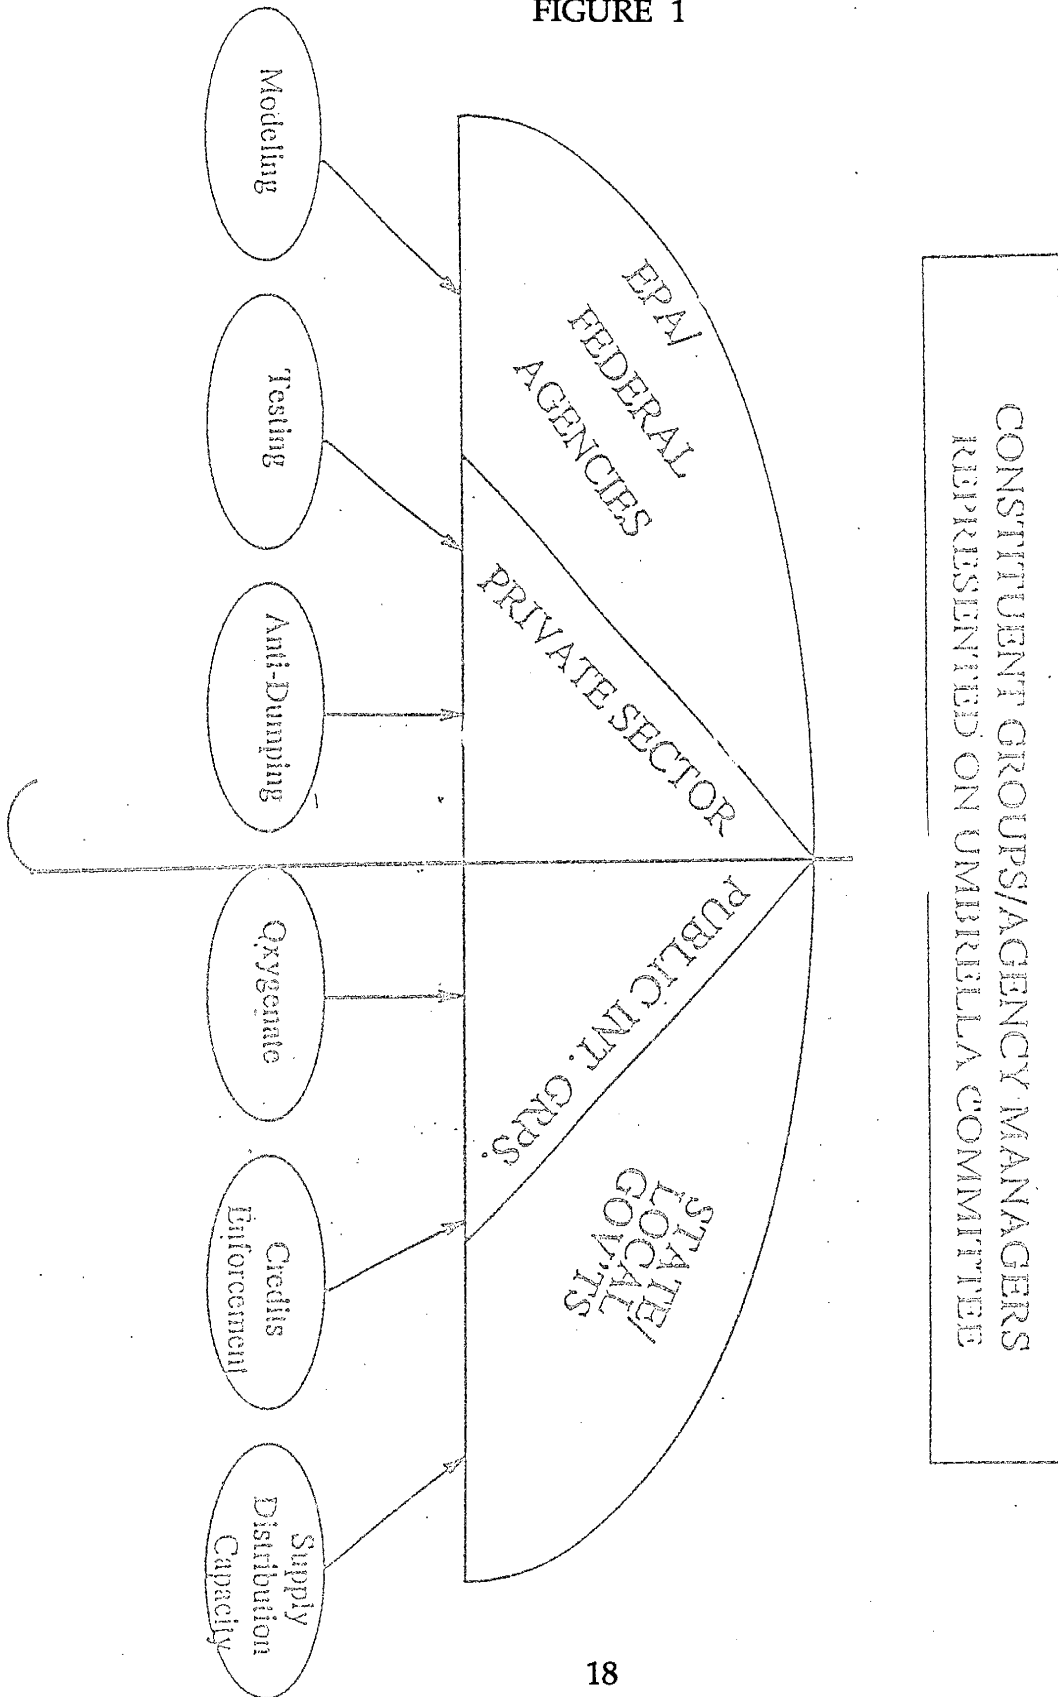 FIGURE 1
CONSTITUENT GROUPS/AGENCY MANAGERS
REPRESENTED ON UMBRELLA COMMITTEE
EPA/
FEDERAL
AGENCIES
PRIVATE SECTOR
PUBLIC INT. GRPS.
STATE/
LOCAL
GOV'TS
Modeling
Testing
Anti-Dumping
Oxygenate
Credits
Enforcement
Supply
Distribution
Capacity
18